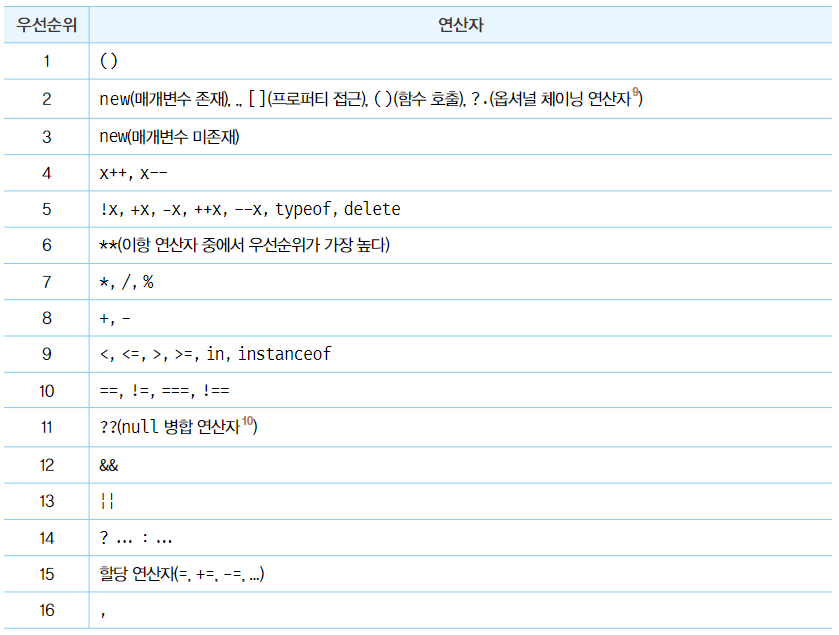 우선순위 연산자
1 ()
2 new(매개변수 존재), ., [](프로퍼티 접근), ()(함수 호출), ?.(옵셔널 체이닝 연산자9)
3 new(매개변수 미존재)
4 x++, x--
5 !x, +x, -x, ++x, --x, typeof, delete
6 **(이항 연산자 중에서 우선순위가 가장 높다)
7 *, /, %
8 +, -
9 <, <=, >, >=, in, instanceof
10 ==, !=, ===, !==
11 ??(null 병합 연산자10)
12 &&
13 ||
14 ? ... : ...
15 할당 연산자(=, +=, -=, ...)
16 ,